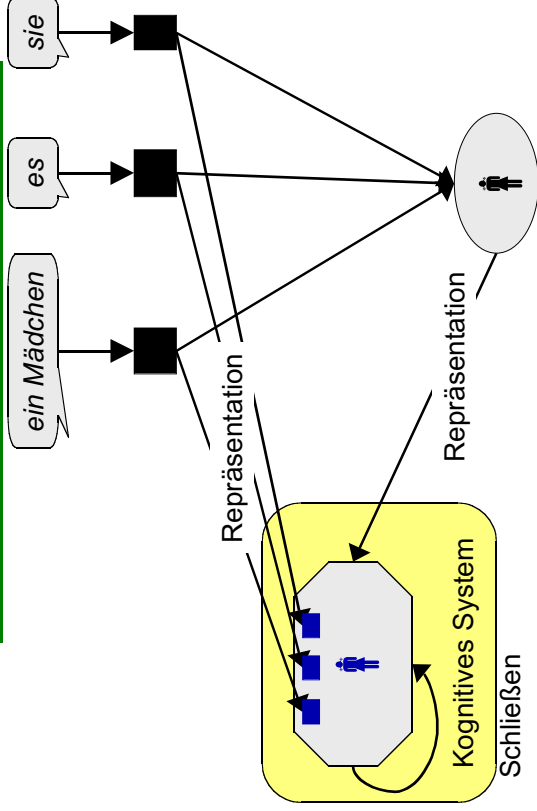 ein Mädchen
es
sie
Repräsentation
Repräsentation
Kognitives System
Schließen